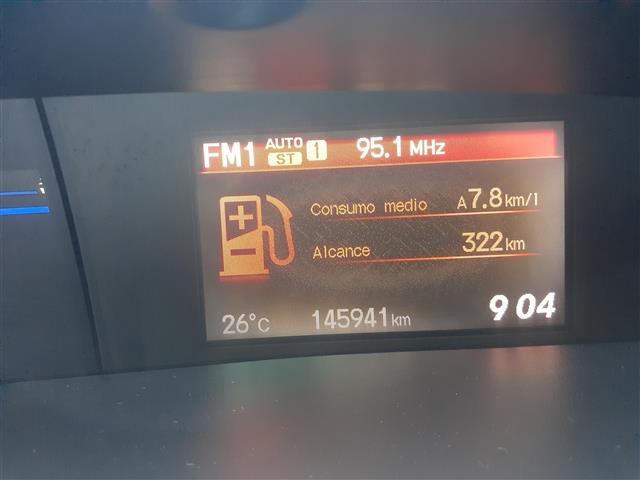 FM1 AUTO ST 1 95.1 MHz
Consumo medio A7.8 km/l
Alcance 322 km
26°C 145941 km 9 04